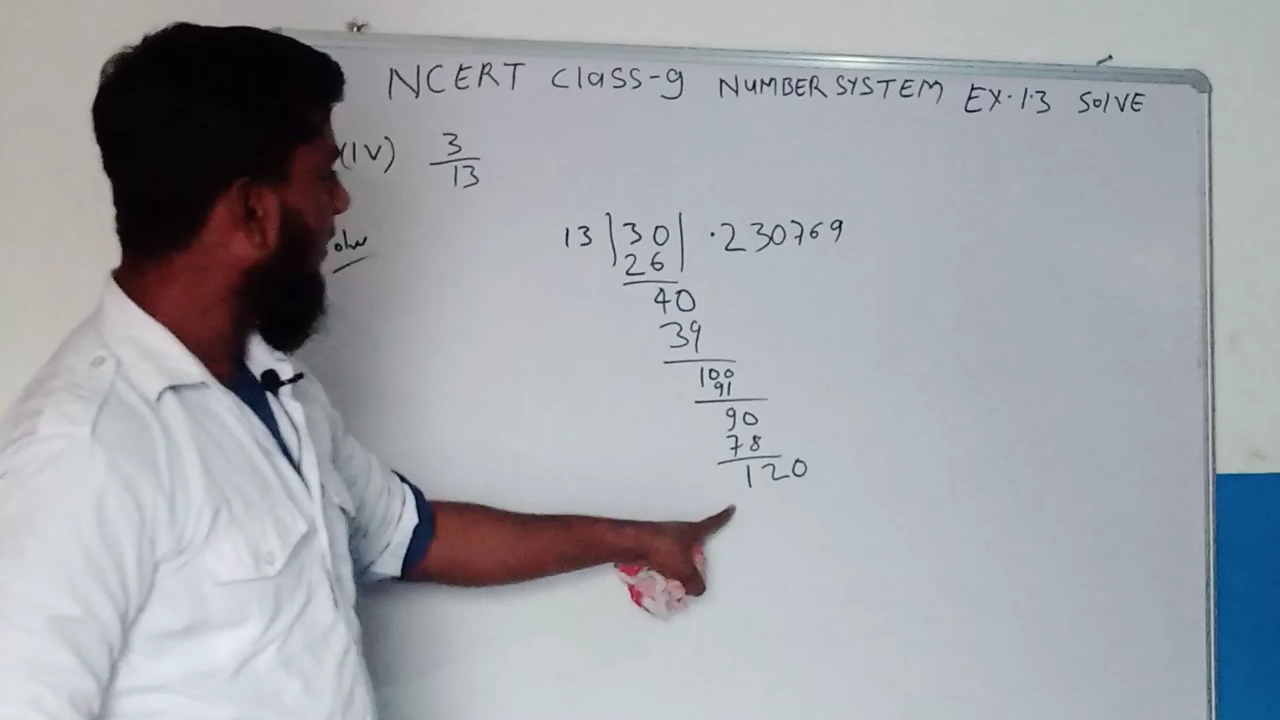 NCERT Class-9 NUMBER SYSTEM EX.1.3 SOLVE
(IV) 3/13
13 |30| .230769
26
40
39
100
91
90
78
120